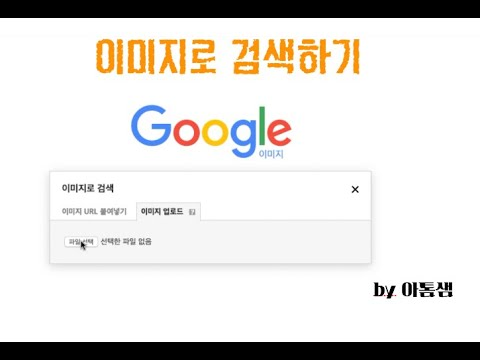 이미지로 검색하기
Google
이미지
이미지로 검색 ×
이미지 URL 붙여넣기 이미지 업로드
파일 선택 선택한 파일 없음
by 아톰샘